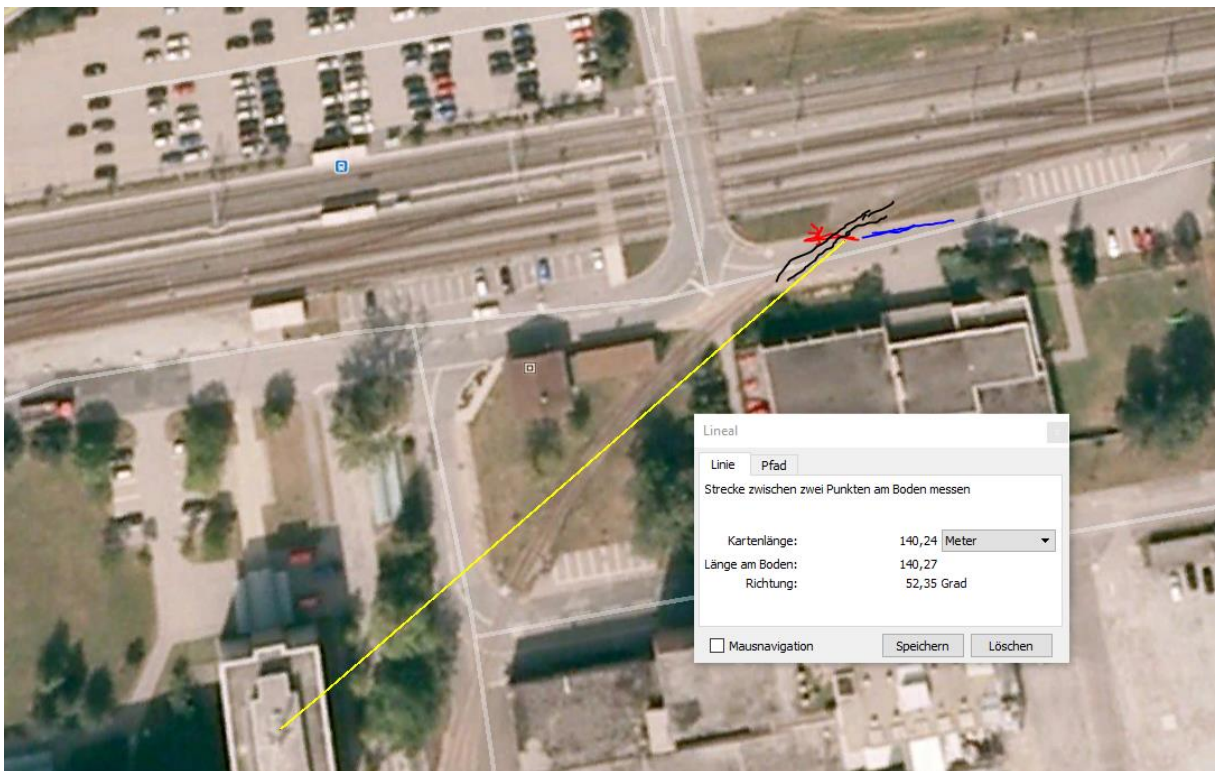 Lineal
Linie Pfad
Strecke zwischen zwei Punkten am Boden messen
Kartenlänge: 140,24 Meter
Länge am Boden: 140,27
Richtung: 52,35 Grad
Mausnavigation Speichern Löschen